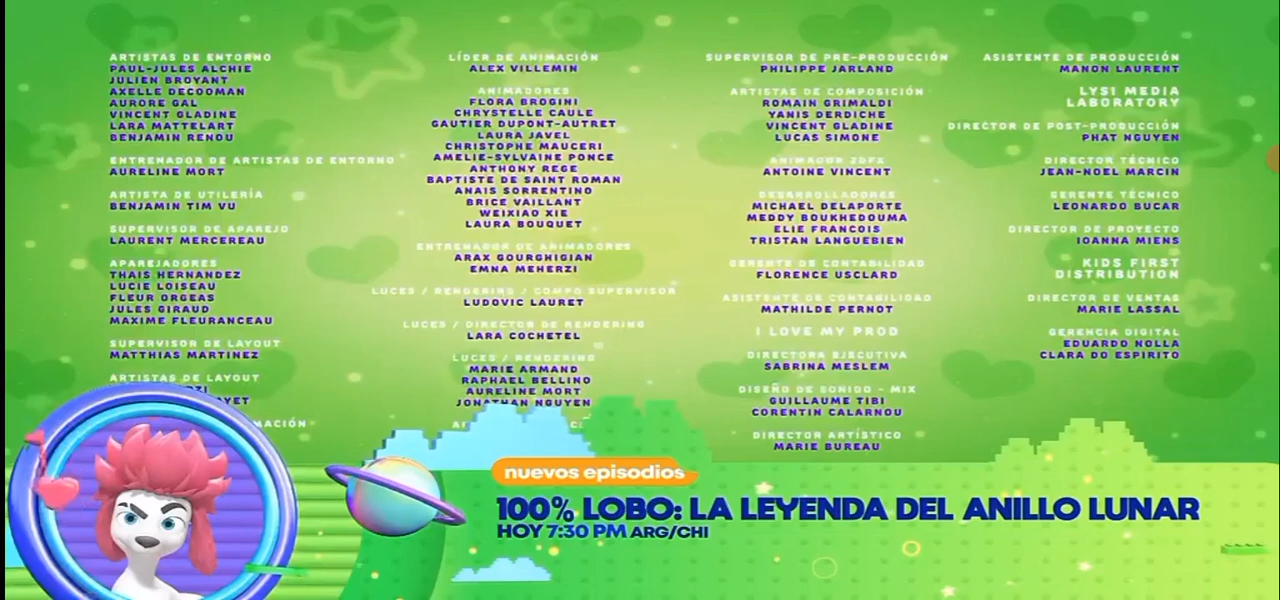 ARTISTAS DE ENTORNO
PAUL-JULES ALCHIE
JULIEN BROYANT
AXELLE DECOOMAN
AURORE GAL
VINCENT GLADINE
LARA MATTELART
BENJAMIN RENOU
ENTRENADOR DE ARTISTAS DE ENTORNO
AURELINE MORT
ARTISTA DE UTILERÍA
BENJAMIN TIM VU
SUPERVISOR DE APAREJO
LAURENT MERCEREAU
APAREJADORES
THAIS HERNANDEZ
LUCIE LOISEAU
FLEUR ORGEAS
JULES GIRAUD
MAXIME FLEURANCEAU
SUPERVISOR DE LAYOUT
MATTHIAS MARTINEZ
ARTISTAS DE LAYOUT
LÍDER DE ANIMACIÓN
ALEX VILLEMIN
ANIMADORES
FLORA BROGINI
CHRYSTELLE CAULE
GAUTIER DUPONT-AUTRET
LAURA JAVEL
CHRISTOPHE MAUCERI
AMELIE-SYLVAINE PONCE
ANTHONY REGE
BAPTISTE DE SAINT ROMAN
ANAIS SORRENTINO
BRICE VAILLANT
WEIXIAO XIE
LAURA BOUQUET
ENTRENADOR DE ANIMADORES
ARAX GOURGHIGIAN
EMNA MEHERZI
LUCES / RENDERING / COMPO SUPERVISOR
LUDOVIC LAURET
LUCES / DIRECTOR DE RENDERING
LARA COCHETEL
LUCES / RENDERING
MARIE ARMAND
RAPHAEL BELLINO
AURELINE MORT
JONATHAN NGUYEN
SUPERVISOR DE PRE-PRODUCCIÓN
PHILIPPE JARLAND
ARTISTAS DE COMPOSICIÓN
ROMAIN GRIMALDI
YANIS DERDICHE
VINCENT GLADINE
LUCAS SIMONE
ANIMADOR 2DFX
ANTOINE VINCENT
DESARROLLADORES
MICHAEL DELAPORTE
MEDDY BOUKHEDOUMA
ELIE FRANCOIS
TRISTAN LANGUEBIEN
GERENTE DE CONTABILIDAD
FLORENCE USCLARD
ASISTENTE DE CONTABILIDAD
MATHILDE PERNOT
I LOVE MY PROD
DIRECTORA EJECUTIVA
SABRINA MESLEM
DISEÑO DE SONIDO - MIX
GUILLAUME TIBI
CORENTIN CALARNOU
DIRECTOR ARTÍSTICO
MARIE BUREAU
ASISTENTE DE PRODUCCIÓN
MANON LAURENT
LYSI MEDIA
LABORATORY
DIRECTOR DE POST-PRODUCCIÓN
PHAT NGUYEN
DIRECTOR TÉCNICO
JEAN-NOEL MARCIN
GERENTE TÉCNICO
LEONARDO BUCAR
DIRECTOR DE PROYECTO
IOANNA MIENS
KIDS FIRST
DISTRIBUTION
DIRECTOR DE VENTAS
MARIE LASSAL
GERENCIA DIGITAL
EDUARDO NOLLA
CLARA DO ESPIRITO
nuevos episodios
100% LOBO: LA LEYENDA DEL ANILLO LUNAR
HOY 7:30 PM ARG/CHI